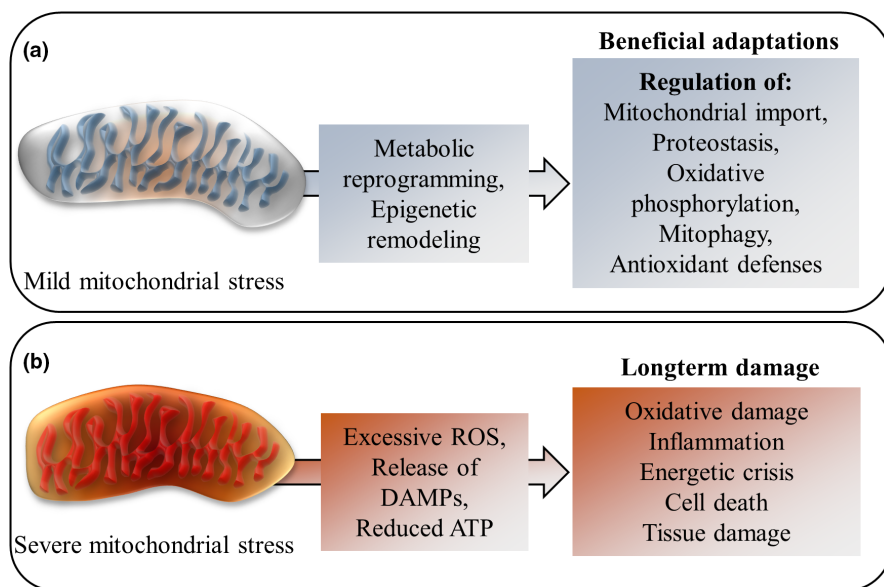 (a)
Beneficial adaptations
Regulation of:
Mitochondrial import,
Proteostasis,
Oxidative
phosphorylation,
Mitophagy,
Antioxidant defenses
Metabolic
reprogramming,
Epigenetic
remodeling
Mild mitochondrial stress
(b)
Longterm damage
Oxidative damage
Inflammation
Energetic crisis
Cell death
Tissue damage
Excessive ROS,
Release of
DAMPs,
Reduced ATP
Severe mitochondrial stress